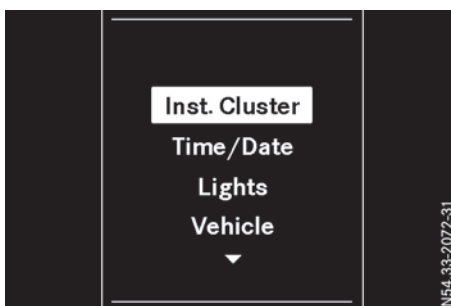 Inst. Cluster
Time/Date
Lights
Vehicle
N54.33-2072-31